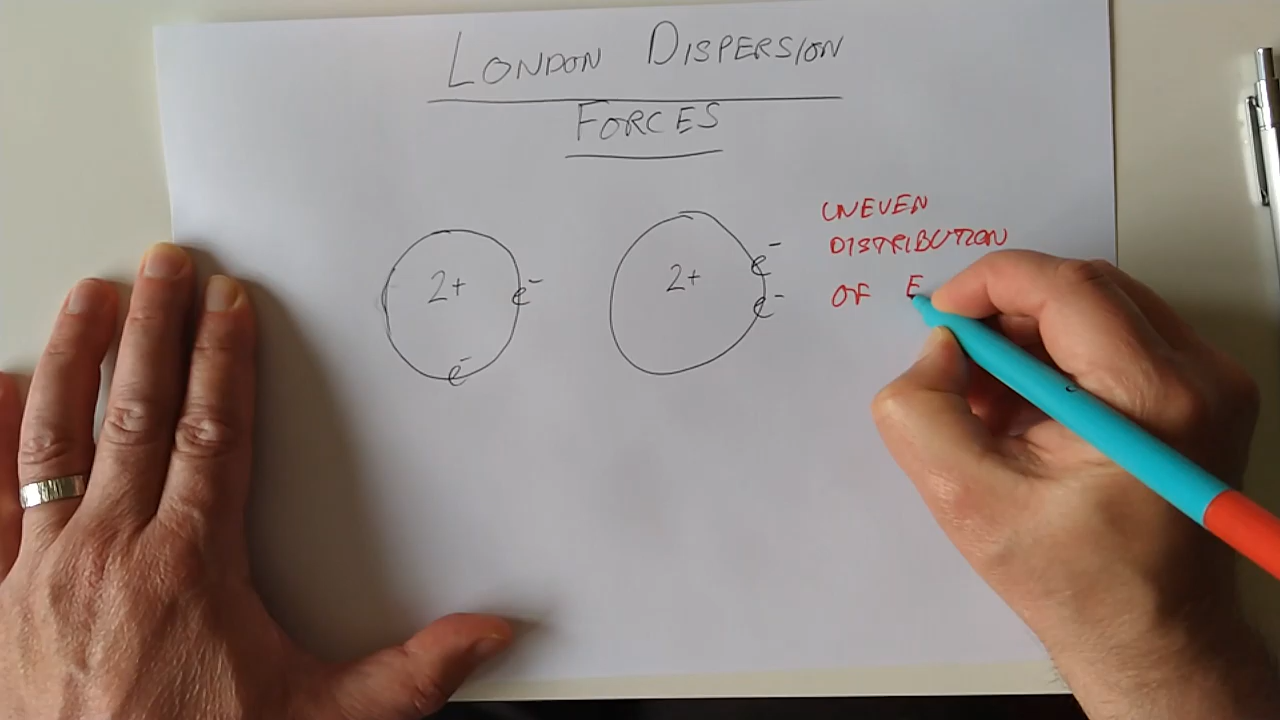 LONDON DISPERSION
FORCES
2+
e⁻
e⁻
2+
e⁻
e⁻
UNEVEN
DISTRIBUTION
OF E